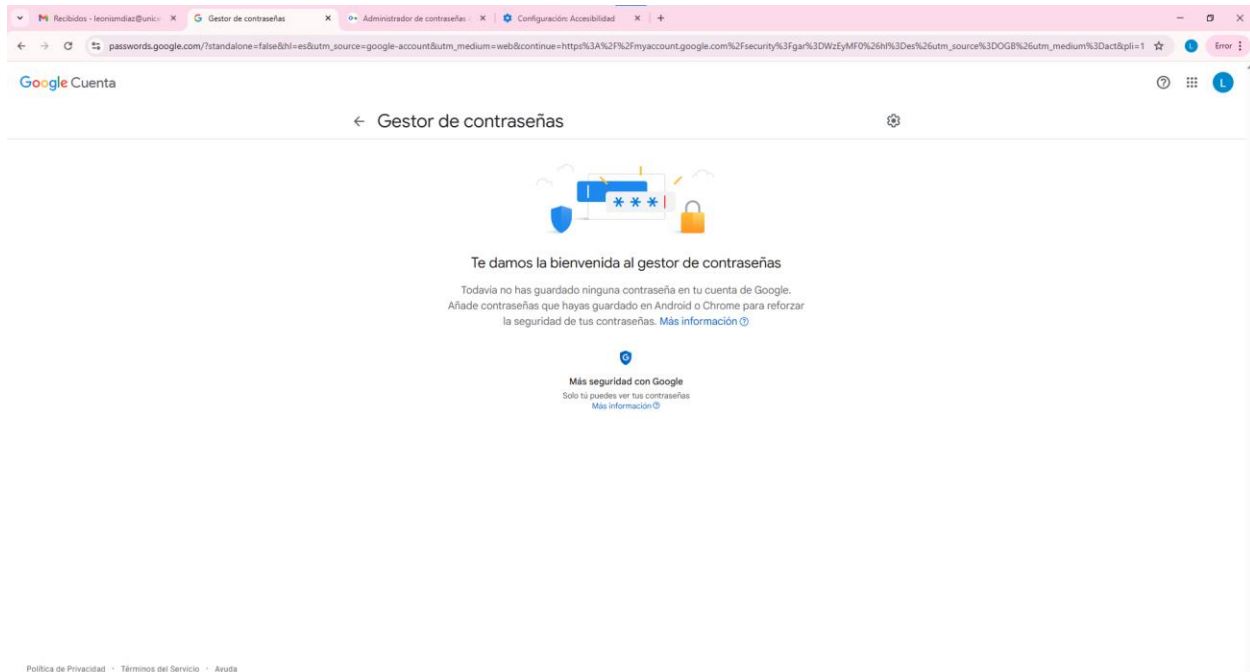 Recibidos - leonismdiaz@unice
Gestor de contraseñas
Administrador de contraseñas
Configuración: Accesibilidad
passwords.google.com/?standalone=false&hl=es&utm_source=google-account&utm_medium=web&continue=https%3A%2F%2Fmyaccount.google.com%2Fsecurity%3Fgar%3DWzEyMF0%26hl%3Des%26utm_source%3DOGB%26utm_medium%3Dact&pli=1
L
Error
Google Cuenta
L
Gestor de contraseñas
***
Te damos la bienvenida al gestor de contraseñas
Todavía no has guardado ninguna contraseña en tu cuenta de Google.
Añade contraseñas que hayas guardado en Android o Chrome para reforzar
la seguridad de tus contraseñas. Más información
G
Más seguridad con Google
Solo tú puedes ver tus contraseñas
Más información
Política de Privacidad · Términos del Servicio · Ayuda